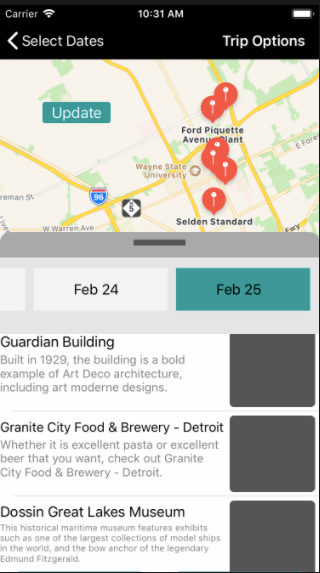 Carrier 10:31 AM
Select Dates Trip Options
Update
Ford Piquette
Avenue Plant
Wayne State
University
reman St
96
Selden Standard
W Warren Ave
Fwy
Feb 24 Feb 25
Guardian Building
Built in 1929, the building is a bold
example of Art Deco architecture,
including art moderne designs.
Granite City Food & Brewery - Detroit
Whether it is excellent pasta or excellent
beer that you want, check out Granite
City Food & Brewery - Detroit.
Dossin Great Lakes Museum
This historical maritime museum features exhibits
such as one of the largest collections of model ships
in the world, and the bow anchor of the legendary
Edmund Fitzgerald.